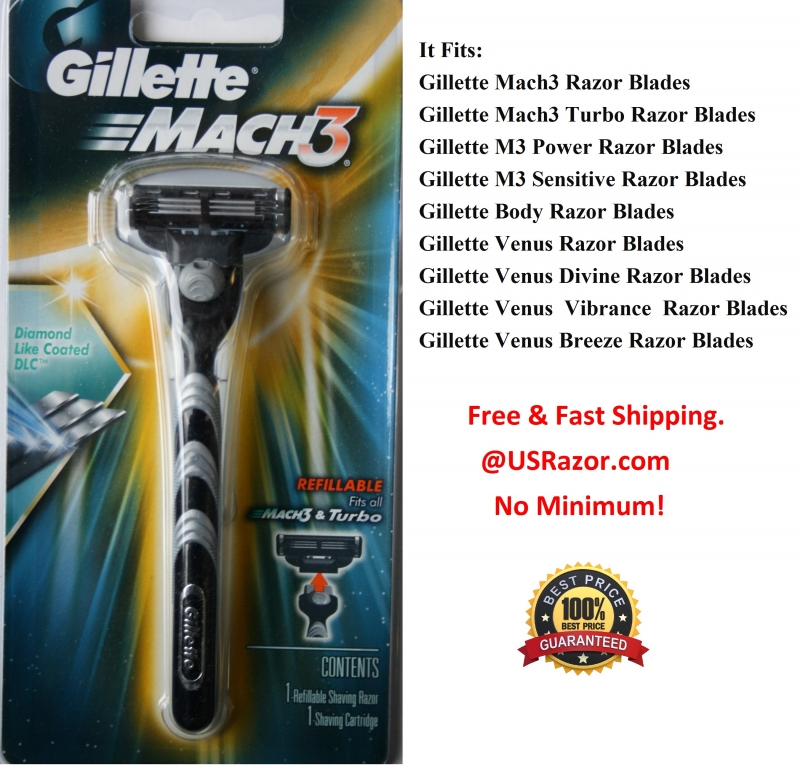 Gillette®
MACH3®
Diamond
Like Coated
DLC™
REFILLABLE
Fits all
MACH3 & Turbo
Gillette
CONTENTS
1-Refillable Shaving Razor
1-Shaving Cartridge
It Fits:
Gillette Mach3 Razor Blades
Gillette Mach3 Turbo Razor Blades
Gillette M3 Power Razor Blades
Gillette M3 Sensitive Razor Blades
Gillette Body Razor Blades
Gillette Venus Razor Blades
Gillette Venus Divine Razor Blades
Gillette Venus  Vibrance  Razor Blades
Gillette Venus Breeze Razor Blades
Free & Fast Shipping.
@USRazor.com
No Minimum!
BEST PRICE
100%
BEST PRICE
GUARANTEED